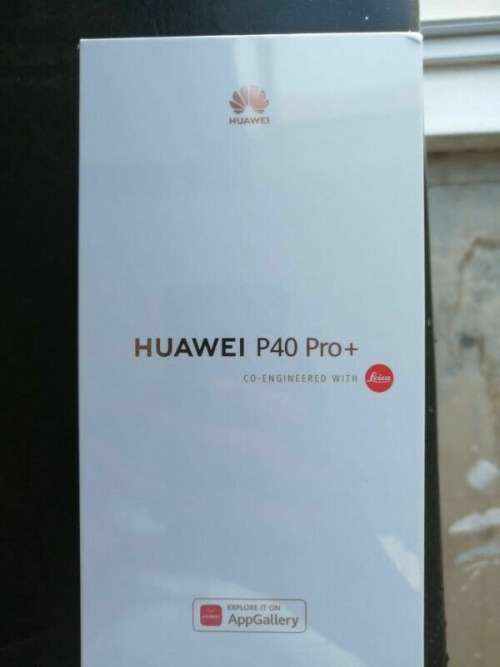 HUAWEI
HUAWEI P40 Pro+
CO-ENGINEERED WITH Leica
EXPLORE IT ON
AppGallery